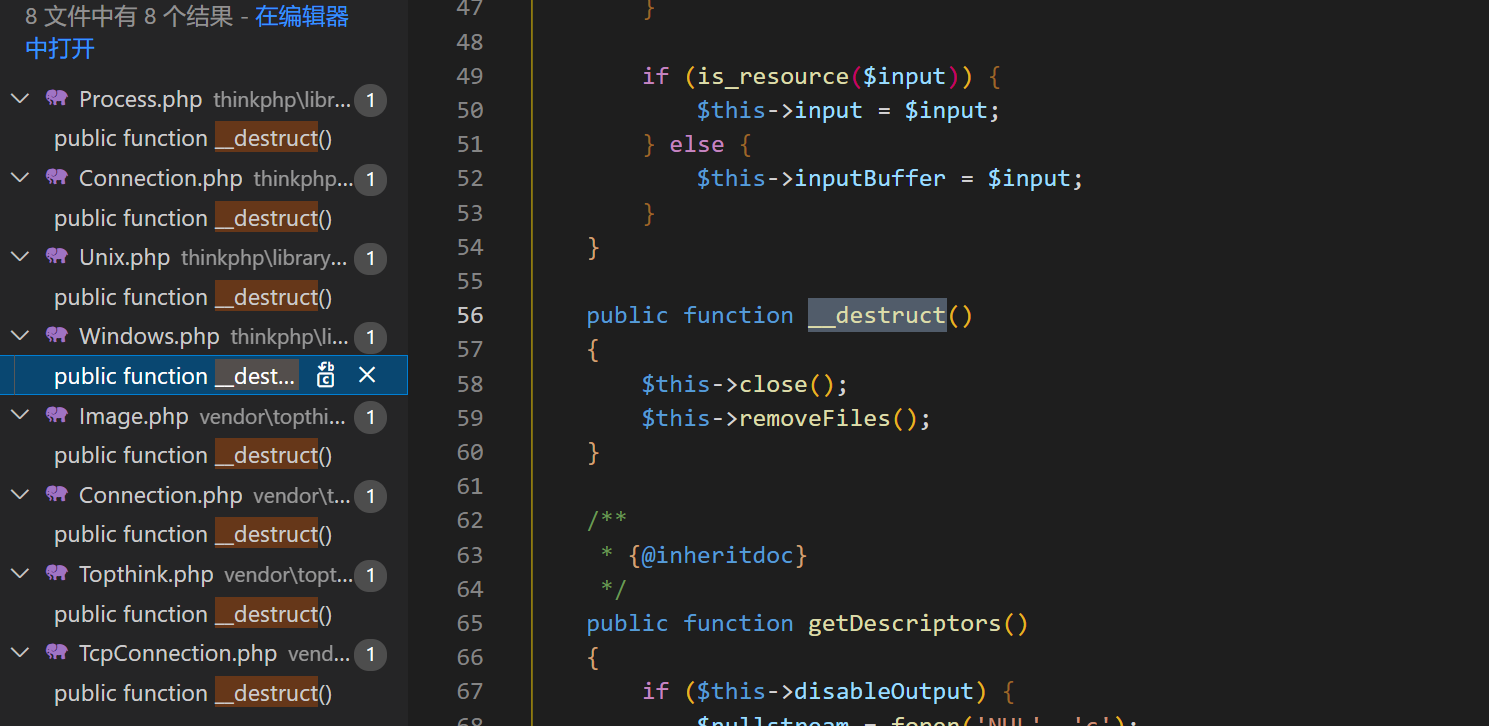 8 文件中有 8 个结果 - 在编辑器
中打开
Process.php thinkphp\libr... 1
public function __destruct()
Connection.php thinkphp... 1
public function __destruct()
Unix.php thinkphp\library... 1
public function __destruct()
Windows.php thinkphp\li... 1
public function __dest...
Image.php vendor\topthi... 1
public function __destruct()
Connection.php vendor\t... 1
public function __destruct()
Topthink.php vendor\topt... 1
public function __destruct()
TcpConnection.php vend... 1
public function __destruct()
47 }
48
49 if (is_resource($input)) {
50 $this->input = $input;
51 } else {
52 $this->inputBuffer = $input;
53 }
54 }
55
56 public function __destruct()
57 {
58 $this->close();
59 $this->removeFiles();
60 }
61
62 /**
63 * {@inheritdoc}
64 */
65 public function getDescriptors()
66 {
67 if ($this->disableOutput) {
68 $nullstream = fopen('NUL', 'c');